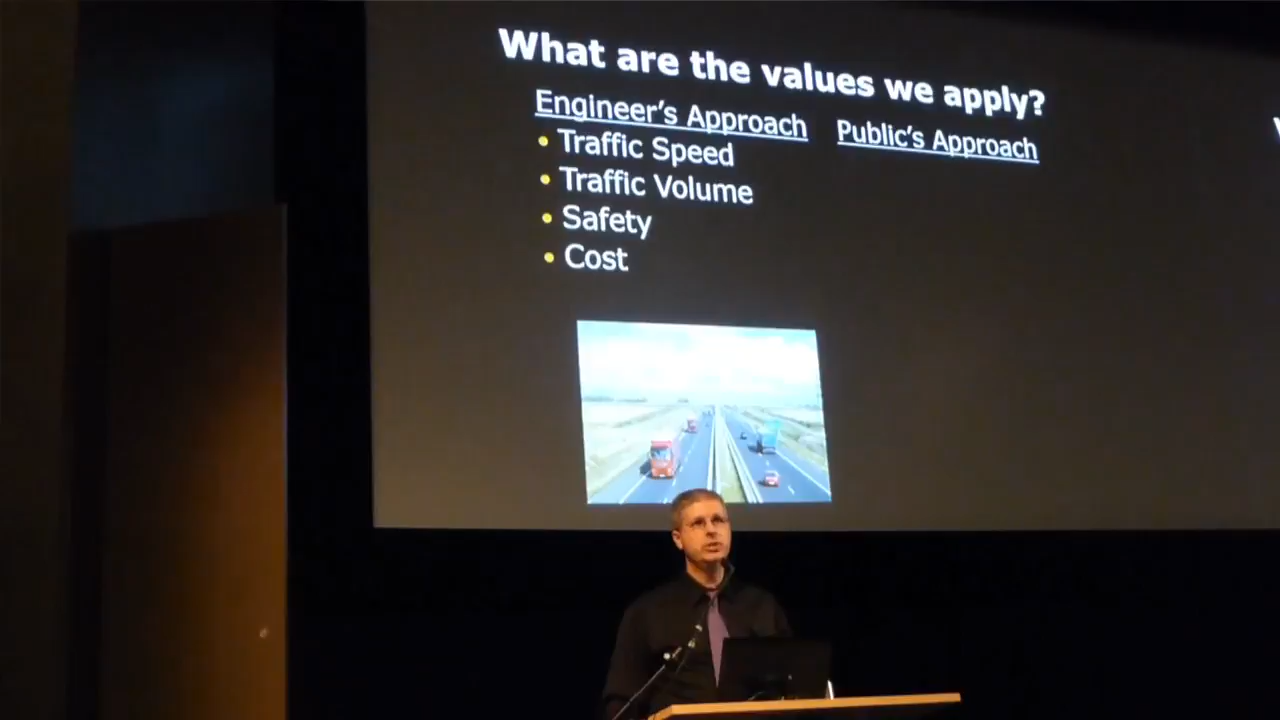 What are the values we apply?
Engineer's Approach
Public's Approach
• Traffic Speed
• Traffic Volume
• Safety
• Cost